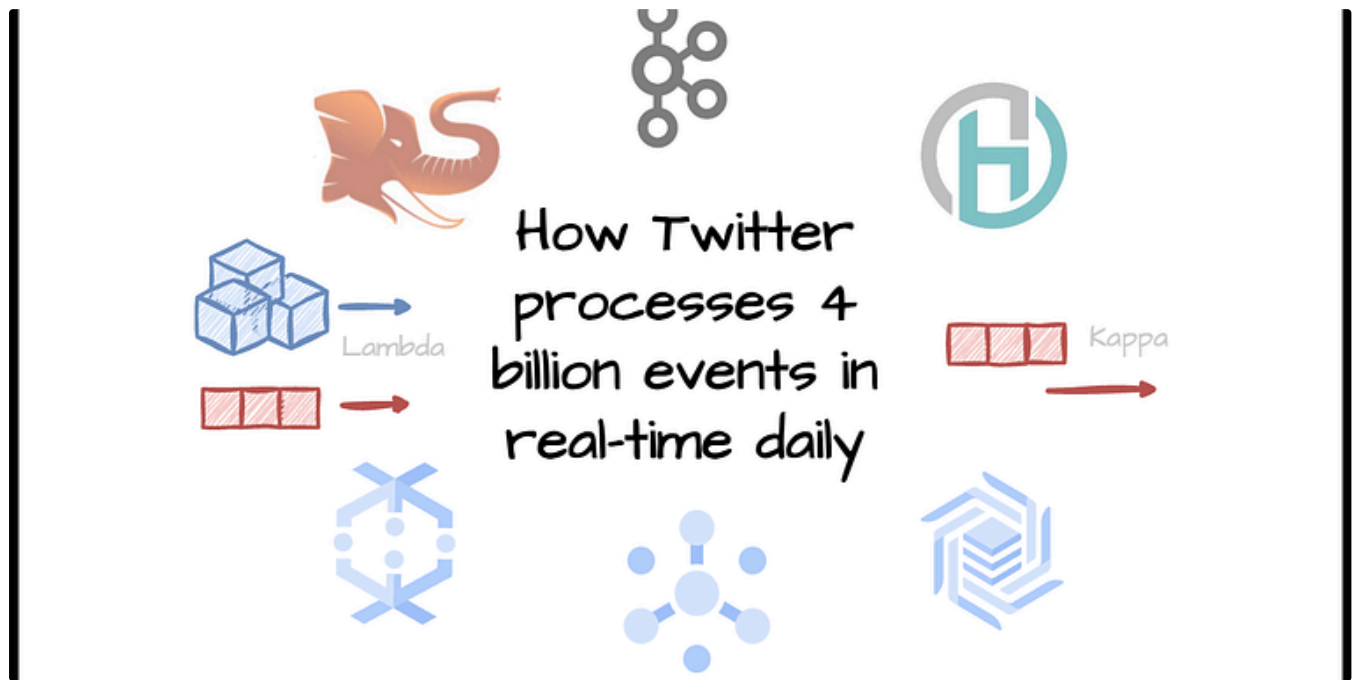 How Twitter
processes 4
billion events in
real-time daily
Lambda
Kappa